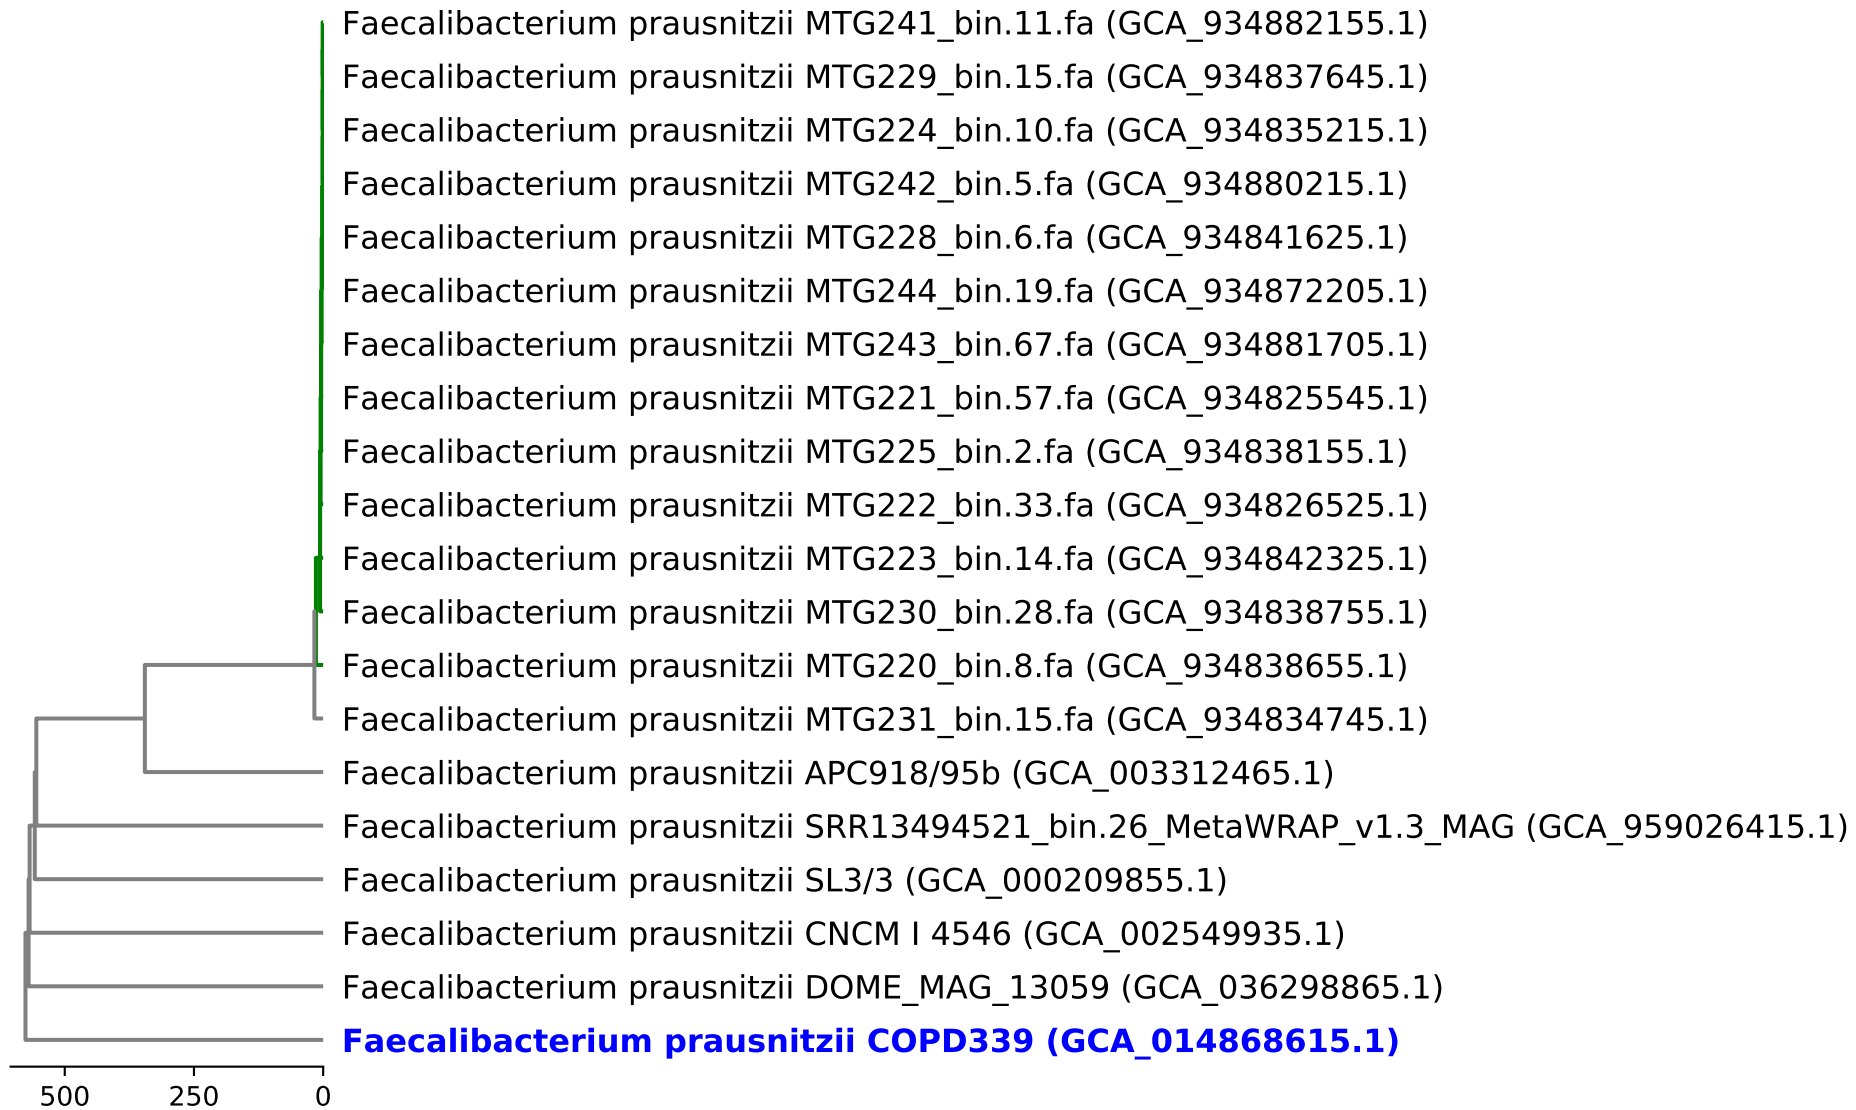 Faecalibacterium prausnitzii MTG241_bin.11.fa (GCA_934882155.1)
Faecalibacterium prausnitzii MTG229_bin.15.fa (GCA_934837645.1)
Faecalibacterium prausnitzii MTG224_bin.10.fa (GCA_934835215.1)
Faecalibacterium prausnitzii MTG242_bin.5.fa (GCA_934880215.1)
Faecalibacterium prausnitzii MTG228_bin.6.fa (GCA_934841625.1)
Faecalibacterium prausnitzii MTG244_bin.19.fa (GCA_934872205.1)
Faecalibacterium prausnitzii MTG243_bin.67.fa (GCA_934881705.1)
Faecalibacterium prausnitzii MTG221_bin.57.fa (GCA_934825545.1)
Faecalibacterium prausnitzii MTG225_bin.2.fa (GCA_934838155.1)
Faecalibacterium prausnitzii MTG222_bin.33.fa (GCA_934826525.1)
Faecalibacterium prausnitzii MTG223_bin.14.fa (GCA_934842325.1)
Faecalibacterium prausnitzii MTG230_bin.28.fa (GCA_934838755.1)
Faecalibacterium prausnitzii MTG220_bin.8.fa (GCA_934838655.1)
Faecalibacterium prausnitzii MTG231_bin.15.fa (GCA_934834745.1)
Faecalibacterium prausnitzii APC918/95b (GCA_003312465.1)
Faecalibacterium prausnitzii SRR13494521_bin.26_MetaWRAP_v1.3_MAG (GCA_959026415.1)
Faecalibacterium prausnitzii SL3/3 (GCA_000209855.1)
Faecalibacterium prausnitzii CNCM I 4546 (GCA_002549935.1)
Faecalibacterium prausnitzii DOME_MAG_13059 (GCA_036298865.1)
Faecalibacterium prausnitzii COPD339 (GCA_014868615.1)
500 250 0